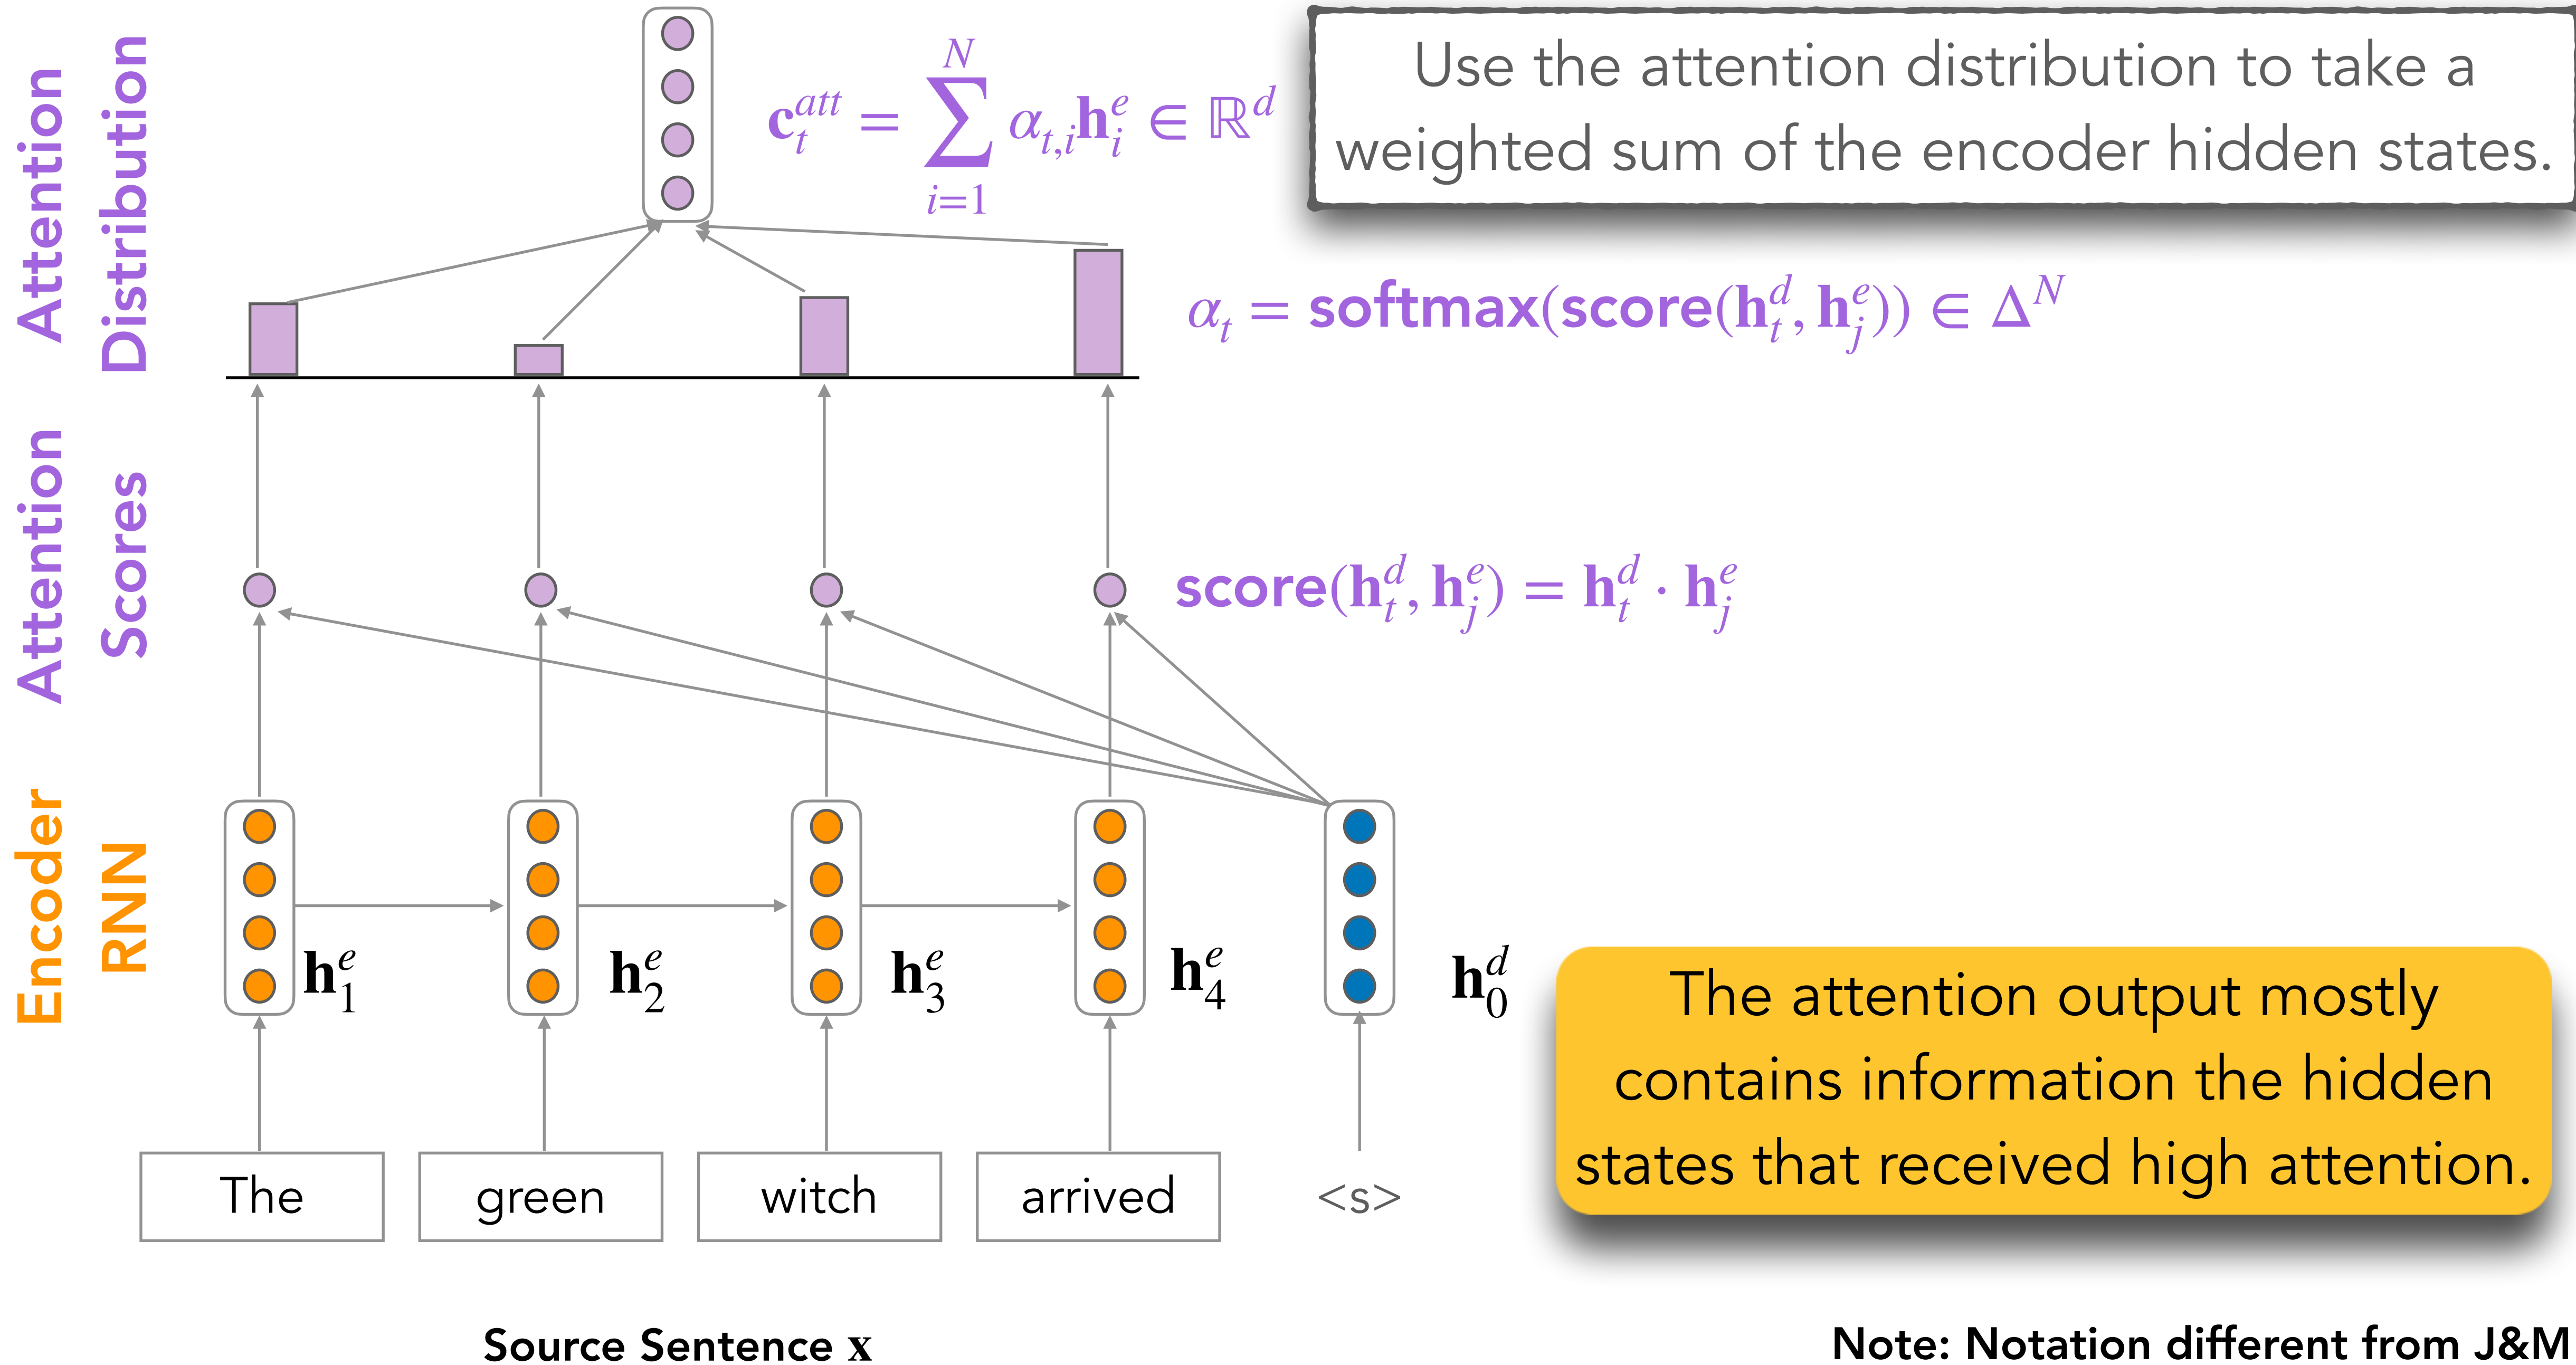 Attention
Distribution
c_t^{att} = \sum_{i=1}^{N} α_{t,i} h_i^e ∈ ℝ^d
Use the attention distribution to take a
weighted sum of the encoder hidden states.
α_t = softmax(score(h_t^d, h_j^e)) ∈ Δ^N
Attention
Scores
score(h_t^d, h_j^e) = h_t^d · h_j^e
Encoder
RNN
h_1^e
h_2^e
h_3^e
h_4^e
h_0^d
The attention output mostly
contains information the hidden
states that received high attention.
The
green
witch
arrived
<s>
Source Sentence x
Note: Notation different from J&M